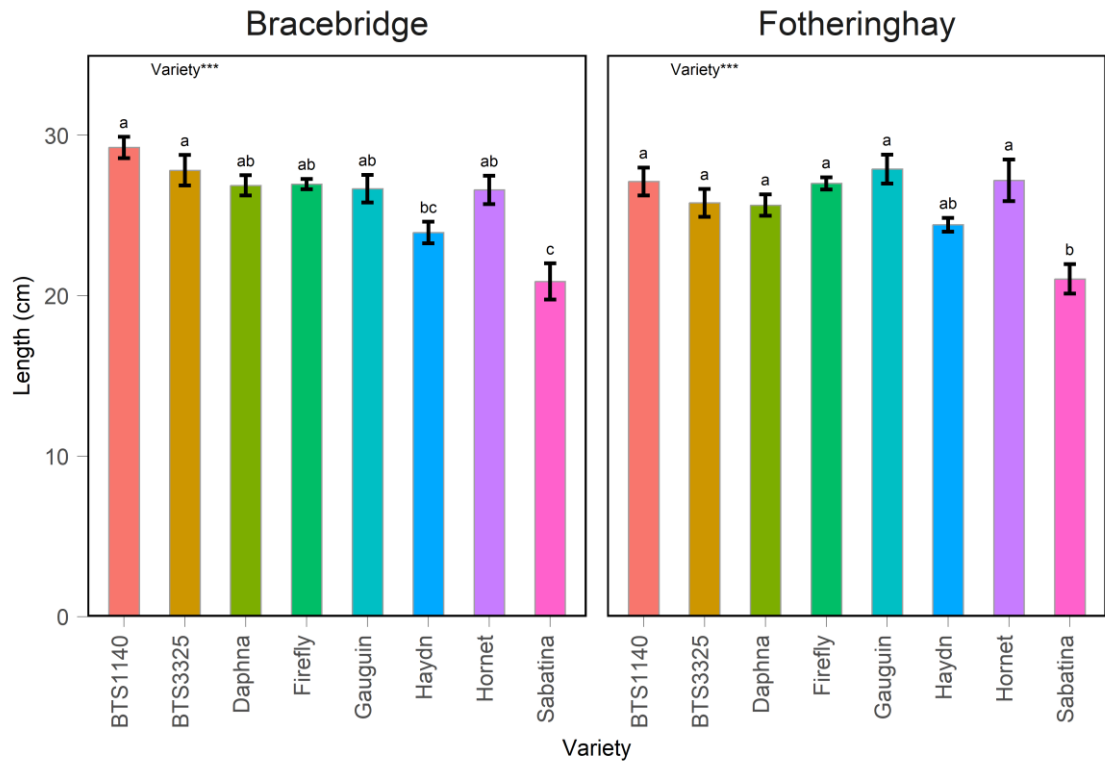 Bracebridge
Fotheringhay
Variety***
Variety***
a
a
ab
ab
ab
bc
ab
c
a
a
a
a
a
ab
a
b
30
20
10
0
Length (cm)
BTS1140
BTS3325
Daphna
Firefly
Gauguin
Haydn
Hornet
Sabatina
BTS1140
BTS3325
Daphna
Firefly
Gauguin
Haydn
Hornet
Sabatina
Variety